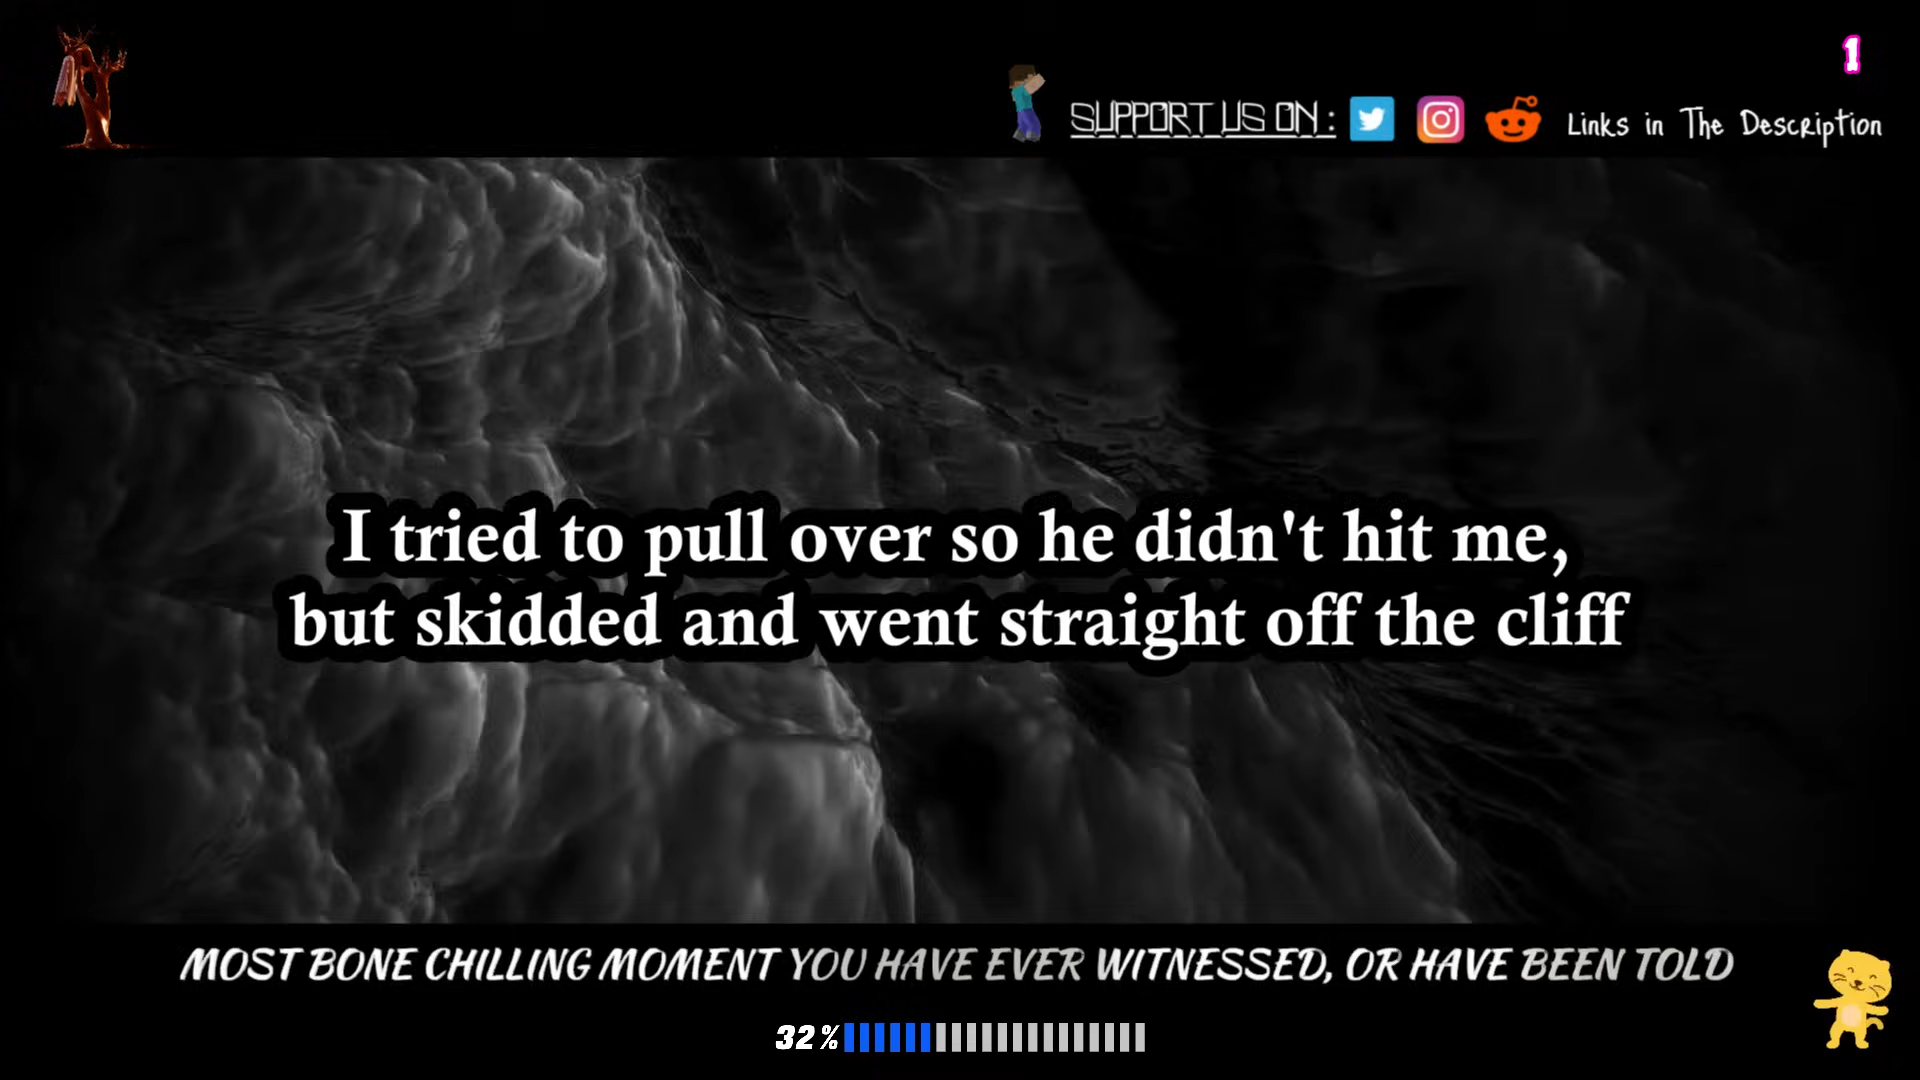 1
SUPPORT US ON :
Links in The Description
I tried to pull over so he didn't hit me,
but skidded and went straight off the cliff
MOST BONE CHILLING MOMENT YOU HAVE EVER WITNESSED, OR HAVE BEEN TOLD
32%